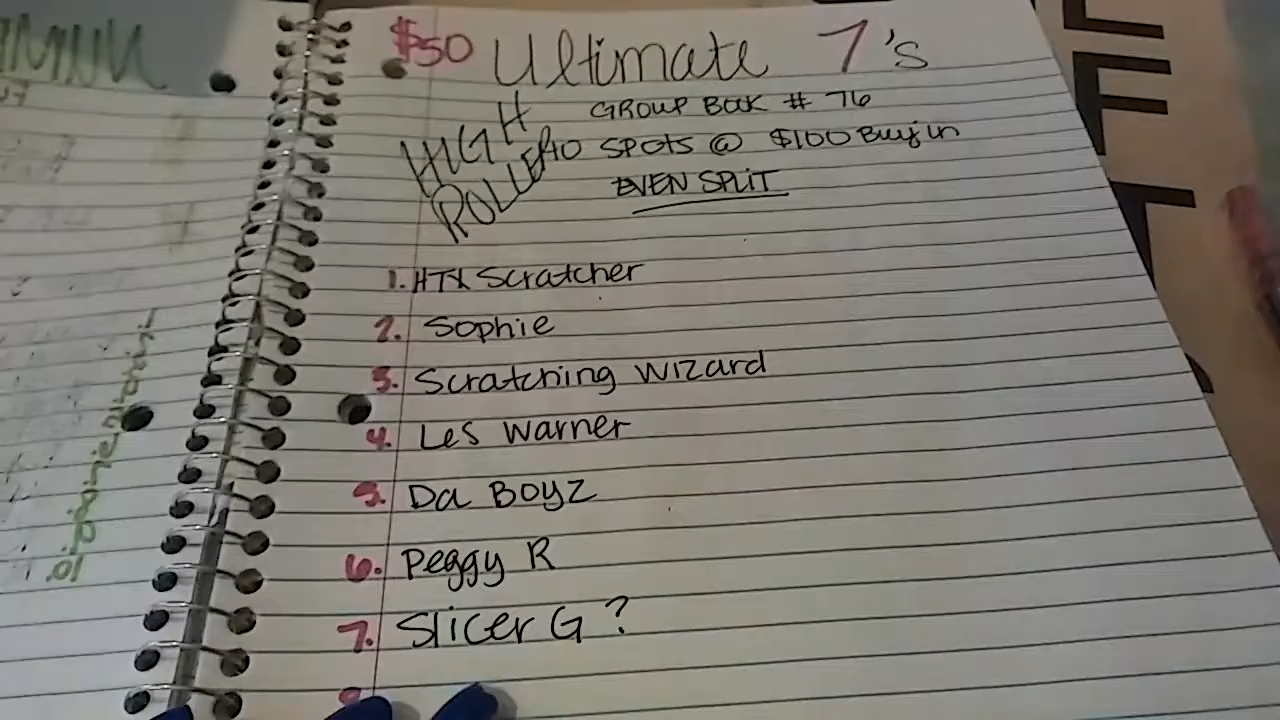 $50 Ultimate 7's
HIGH ROLLER
GROUP BOOK # 76
10 SPOTS @ $100 Buy in
EVEN SPLIT
1. HTX Scratcher
2. Sophie
3. Scratching Wizard
4. Les Warner
5. Da Boyz
6. Peggy R
7. Slicer G ?